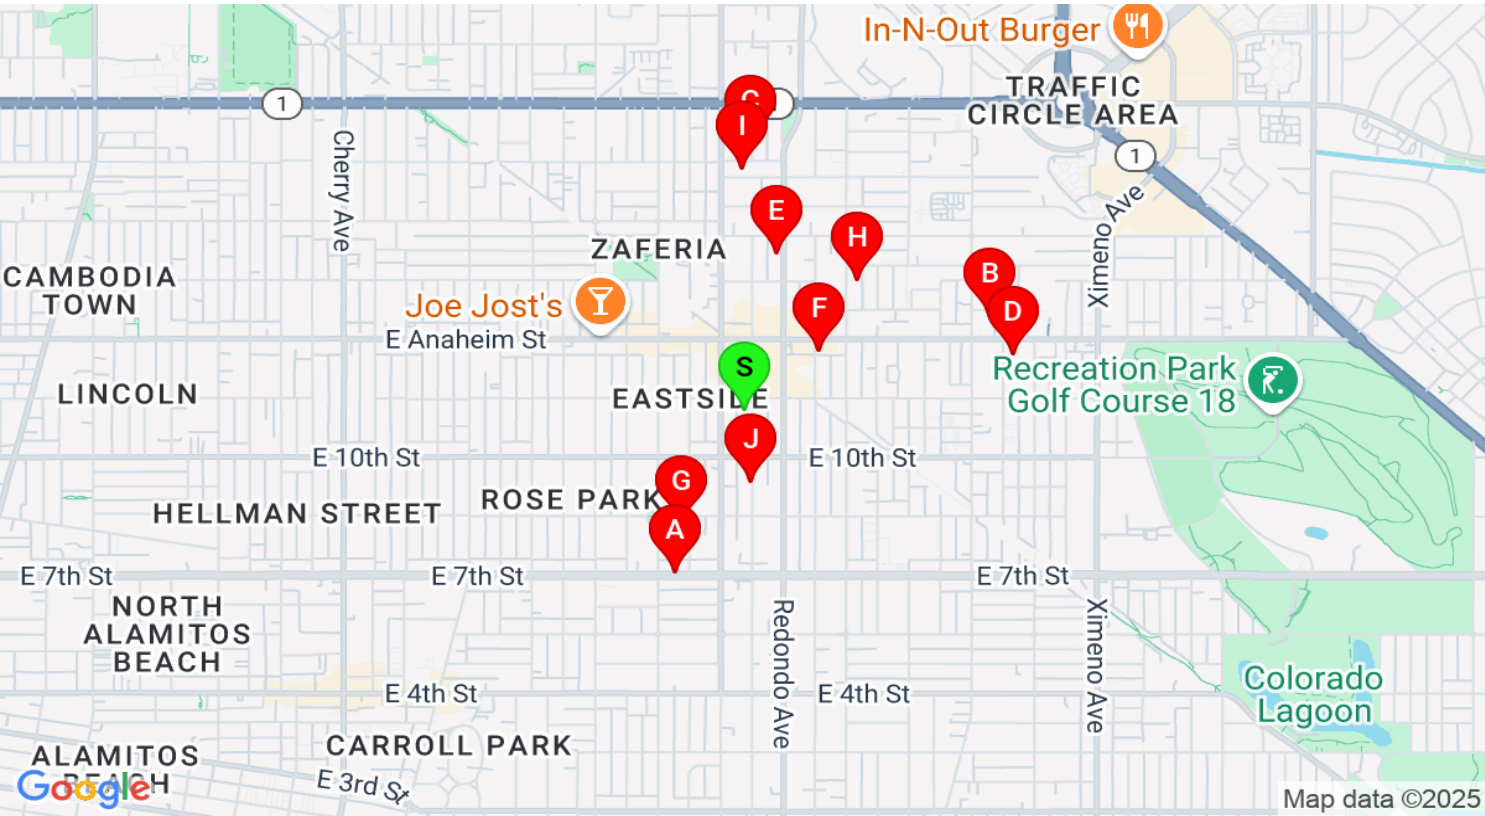 In-N-Out Burger
TRAFFIC
CIRCLE AREA
1
C
I
1
Cherry Ave
Ximeno Ave
E
H
ZAFERIA
CAMBODIA
TOWN
B
Joe Jost's
F
D
E Anaheim St
S
Recreation Park
Golf Course 18
LINCOLN
EASTSIDE
J
E 10th St
E 10th St
G
ROSE PARK
HELLMAN STREET
A
E 7th St
E 7th St
E 7th St
NORTH
ALAMITOS
BEACH
Redondo Ave
Ximeno Ave
E 4th St
E 4th St
Colorado
Lagoon
CARROLL PARK
ALAMITOS
BEACH
E 3rd St
Google
Map data ©2025